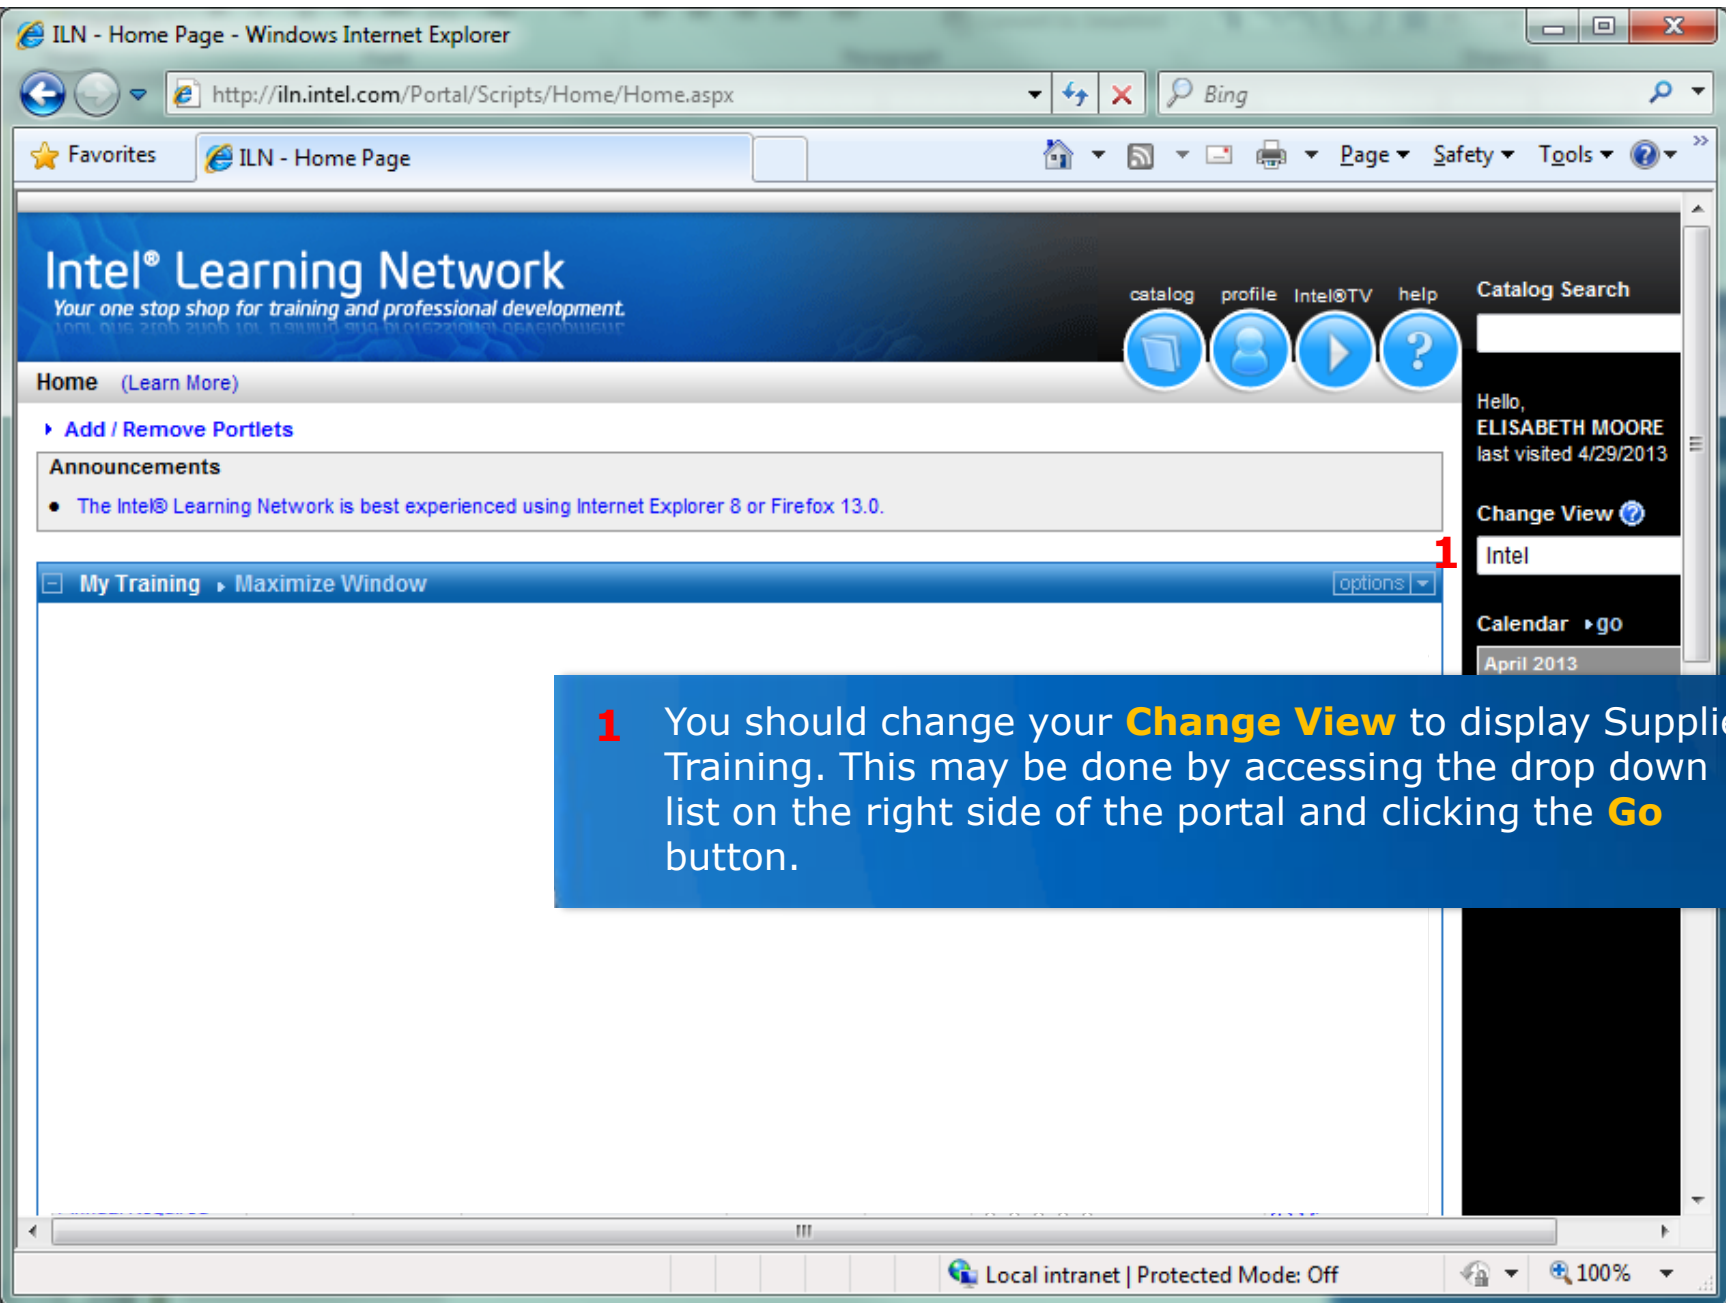 ILN - Home Page - Windows Internet Explorer
http://iln.intel.com/Portal/Scripts/Home/Home.aspx
Bing
Favorites
ILN - Home Page
Page
Safety
Tools
Intel® Learning Network
Your one stop shop for training and professional development.
catalog profile Intel®TV help
Catalog Search
Home (Learn More)
Hello,
ELISABETH MOORE
last visited 4/29/2013
Add / Remove Portlets
Announcements
• The Intel® Learning Network is best experienced using Internet Explorer 8 or Firefox 13.0.
Change View
1
Intel
My Training Maximize Window
options
Calendar go
April 2013
1 You should change your Change View to display Supplie
Training. This may be done by accessing the drop down
list on the right side of the portal and clicking the Go
button.
Local intranet | Protected Mode: Off
100%